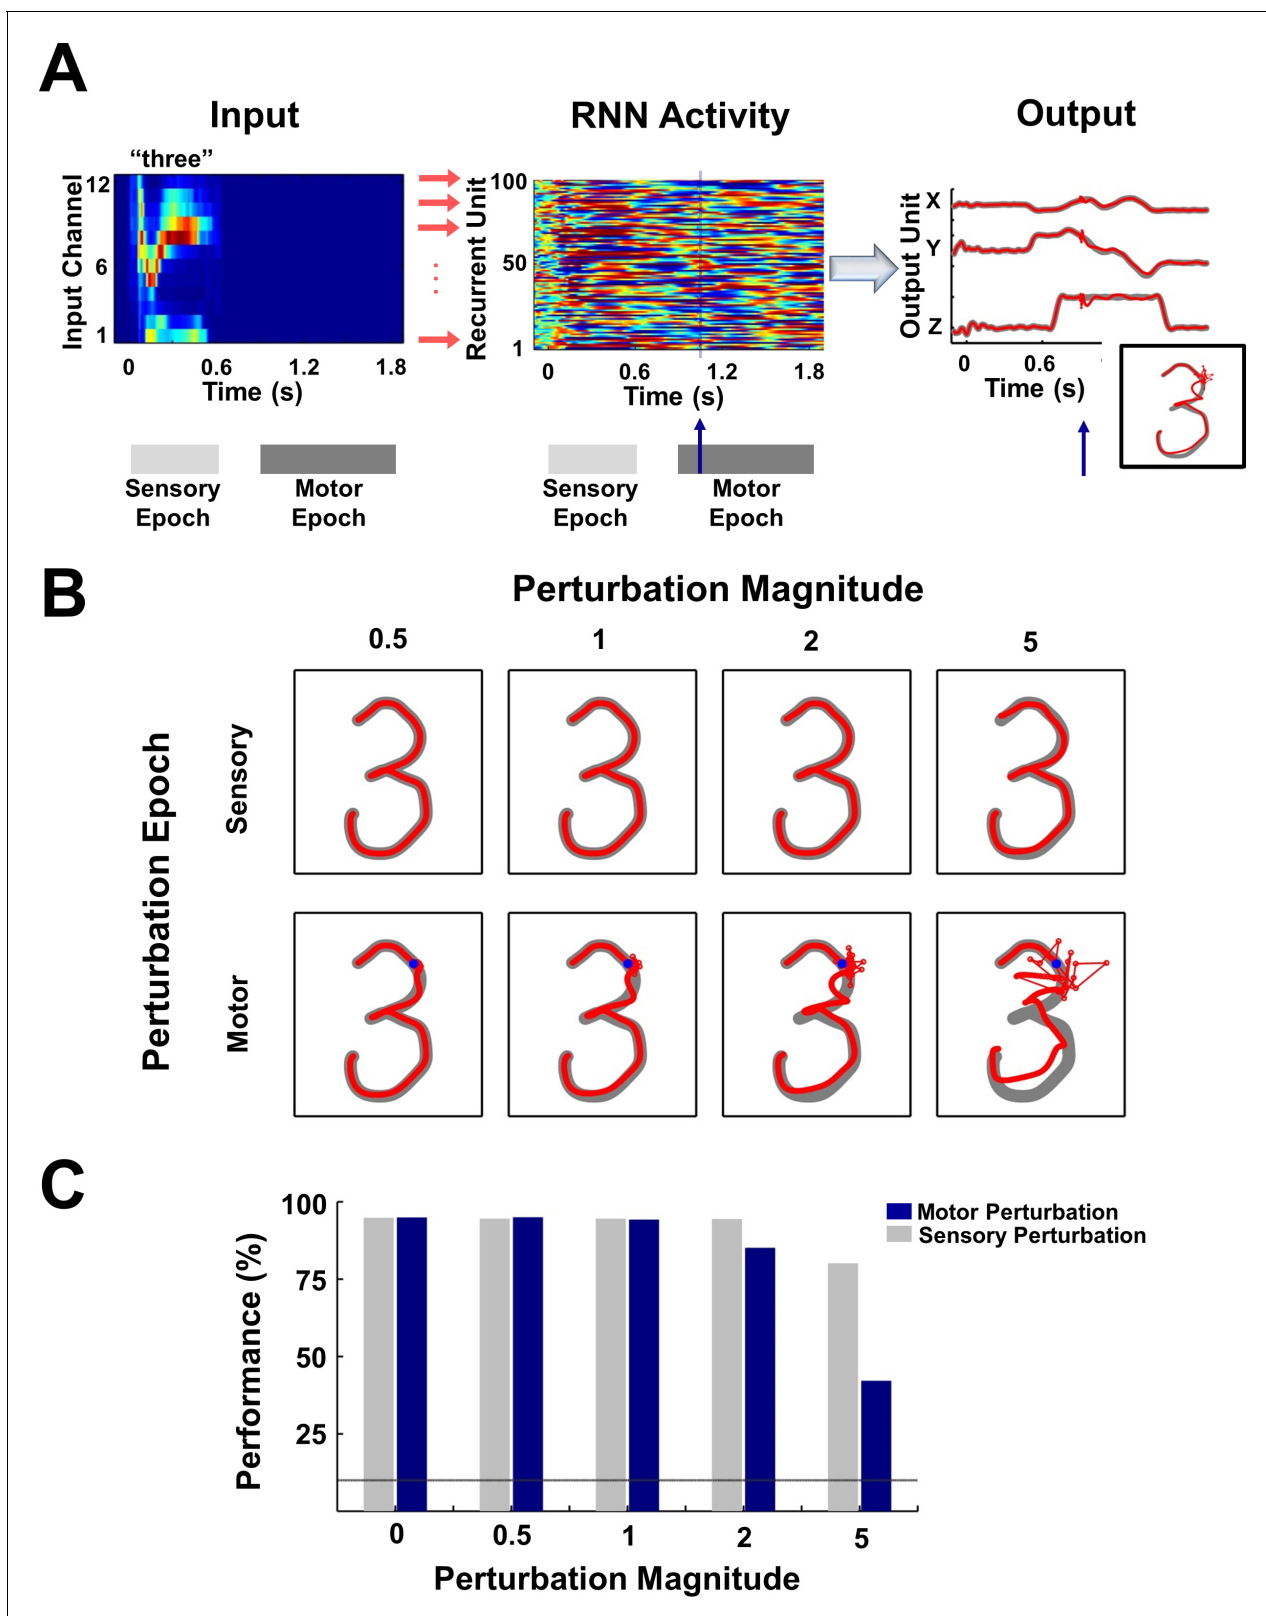 A
Input
RNN Activity
Output
“three”
Input Channel
12
6
1
0.6
1.2
1.8
Time (s)
Sensory
Epoch
Motor
Epoch
Recurrent Unit
100
50
1
0
0.6
1.2
1.8
Time (s)
Sensory
Epoch
Motor
Epoch
Output Unit
X
Y
Z
0
0.6
Time (s)
B
Perturbation Magnitude
0.5
1
2
5
Perturbation Epoch
Sensory
Motor
C
Performance (%)
100
75
50
25
Motor Perturbation
Sensory Perturbation
0
0.5
1
2
5
Perturbation Magnitude